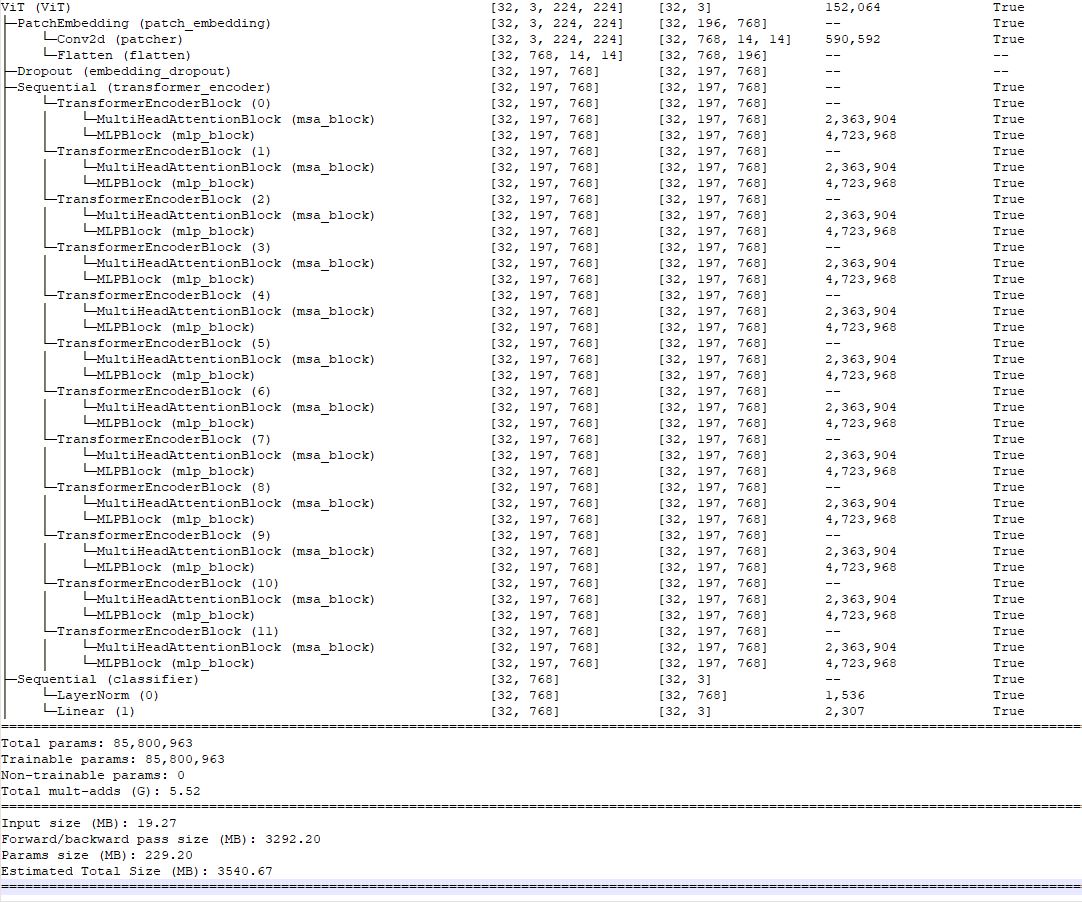 ViT (ViT) [32, 3, 224, 224] [32, 3] 152,064 True
├─PatchEmbedding (patch_embedding) [32, 3, 224, 224] [32, 196, 768] -- True
│    └─Conv2d (patcher) [32, 3, 224, 224] [32, 768, 14, 14] 590,592 True
│    └─Flatten (flatten) [32, 768, 14, 14] [32, 768, 196] -- --
├─Dropout (embedding_dropout) [32, 197, 768] [32, 197, 768] -- --
├─Sequential (transformer_encoder) [32, 197, 768] [32, 197, 768] -- True
│    └─TransformerEncoderBlock (0) [32, 197, 768] [32, 197, 768] -- True
│    │    └─MultiHeadAttentionBlock (msa_block) [32, 197, 768] [32, 197, 768] 2,363,904 True
│    │    └─MLPBlock (mlp_block) [32, 197, 768] [32, 197, 768] 4,723,968 True
│    └─TransformerEncoderBlock (1) [32, 197, 768] [32, 197, 768] -- True
│    │    └─MultiHeadAttentionBlock (msa_block) [32, 197, 768] [32, 197, 768] 2,363,904 True
│    │    └─MLPBlock (mlp_block) [32, 197, 768] [32, 197, 768] 4,723,968 True
│    └─TransformerEncoderBlock (2) [32, 197, 768] [32, 197, 768] -- True
│    │    └─MultiHeadAttentionBlock (msa_block) [32, 197, 768] [32, 197, 768] 2,363,904 True
│    │    └─MLPBlock (mlp_block) [32, 197, 768] [32, 197, 768] 4,723,968 True
│    └─TransformerEncoderBlock (3) [32, 197, 768] [32, 197, 768] -- True
│    │    └─MultiHeadAttentionBlock (msa_block) [32, 197, 768] [32, 197, 768] 2,363,904 True
│    │    └─MLPBlock (mlp_block) [32, 197, 768] [32, 197, 768] 4,723,968 True
│    └─TransformerEncoderBlock (4) [32, 197, 768] [32, 197, 768] -- True
│    │    └─MultiHeadAttentionBlock (msa_block) [32, 197, 768] [32, 197, 768] 2,363,904 True
│    │    └─MLPBlock (mlp_block) [32, 197, 768] [32, 197, 768] 4,723,968 True
│    └─TransformerEncoderBlock (5) [32, 197, 768] [32, 197, 768] -- True
│    │    └─MultiHeadAttentionBlock (msa_block) [32, 197, 768] [32, 197, 768] 2,363,904 True
│    │    └─MLPBlock (mlp_block) [32, 197, 768] [32, 197, 768] 4,723,968 True
│    └─TransformerEncoderBlock (6) [32, 197, 768] [32, 197, 768] -- True
│    │    └─MultiHeadAttentionBlock (msa_block) [32, 197, 768] [32, 197, 768] 2,363,904 True
│    │    └─MLPBlock (mlp_block) [32, 197, 768] [32, 197, 768] 4,723,968 True
│    └─TransformerEncoderBlock (7) [32, 197, 768] [32, 197, 768] -- True
│    │    └─MultiHeadAttentionBlock (msa_block) [32, 197, 768] [32, 197, 768] 2,363,904 True
│    │    └─MLPBlock (mlp_block) [32, 197, 768] [32, 197, 768] 4,723,968 True
│    └─TransformerEncoderBlock (8) [32, 197, 768] [32, 197, 768] -- True
│    │    └─MultiHeadAttentionBlock (msa_block) [32, 197, 768] [32, 197, 768] 2,363,904 True
│    │    └─MLPBlock (mlp_block) [32, 197, 768] [32, 197, 768] 4,723,968 True
│    └─TransformerEncoderBlock (9) [32, 197, 768] [32, 197, 768] -- True
│    │    └─MultiHeadAttentionBlock (msa_block) [32, 197, 768] [32, 197, 768] 2,363,904 True
│    │    └─MLPBlock (mlp_block) [32, 197, 768] [32, 197, 768] 4,723,968 True
│    └─TransformerEncoderBlock (10) [32, 197, 768] [32, 197, 768] -- True
│    │    └─MultiHeadAttentionBlock (msa_block) [32, 197, 768] [32, 197, 768] 2,363,904 True
│    │    └─MLPBlock (mlp_block) [32, 197, 768] [32, 197, 768] 4,723,968 True
│    └─TransformerEncoderBlock (11) [32, 197, 768] [32, 197, 768] -- True
│    │    └─MultiHeadAttentionBlock (msa_block) [32, 197, 768] [32, 197, 768] 2,363,904 True
│    │    └─MLPBlock (mlp_block) [32, 197, 768] [32, 197, 768] 4,723,968 True
├─Sequential (classifier) [32, 768] [32, 3] -- True
│    └─LayerNorm (0) [32, 768] [32, 768] 1,536 True
│    └─Linear (1) [32, 768] [32, 3] 2,307 True
Total params: 85,800,963
Trainable params: 85,800,963
Non-trainable params: 0
Total mult-adds (G): 5.52
Input size (MB): 19.27
Forward/backward pass size (MB): 3292.20
Params size (MB): 229.20
Estimated Total Size (MB): 3540.67